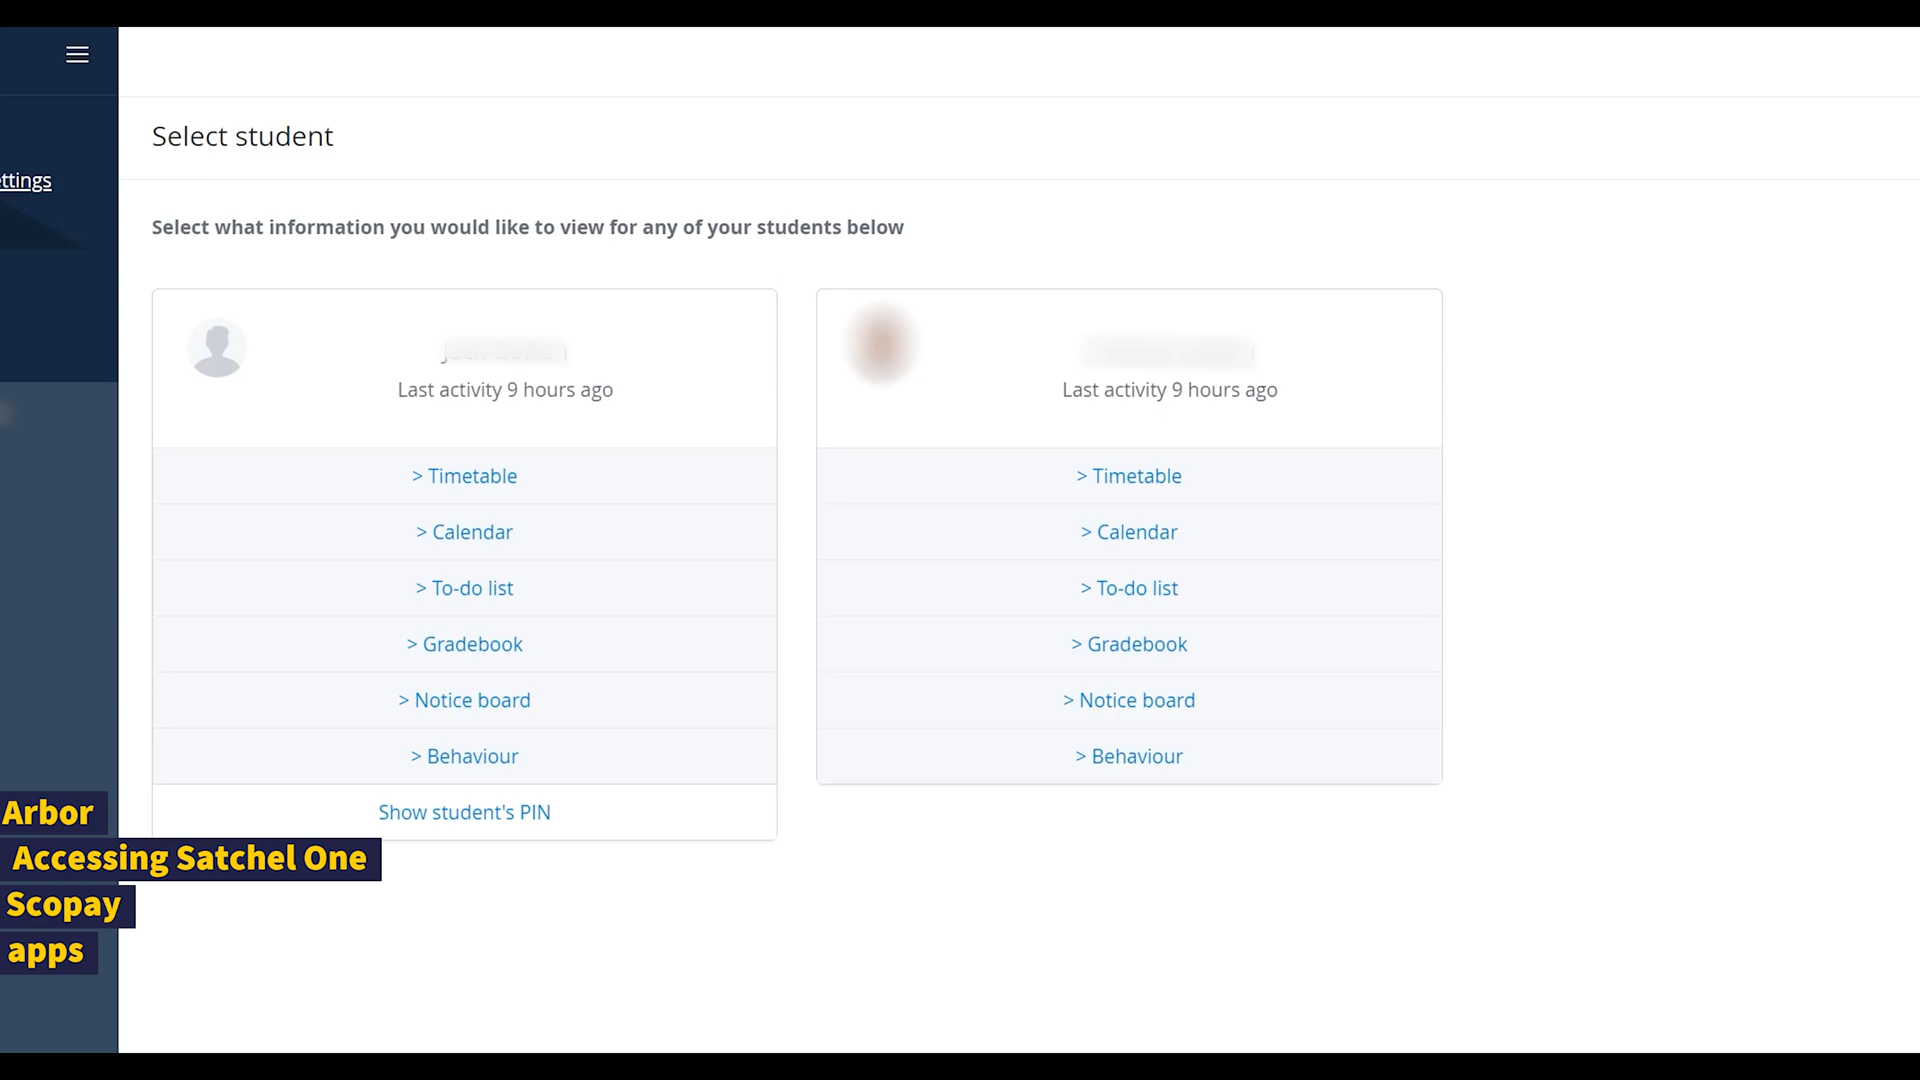 ettings
Select student
Select what information you would like to view for any of your students below
Last activity 9 hours ago
> Timetable
> Calendar
> To-do list
> Gradebook
> Notice board
> Behaviour
Show student's PIN
Last activity 9 hours ago
> Timetable
> Calendar
> To-do list
> Gradebook
> Notice board
> Behaviour
Arbor
Accessing Satchel One
Scopay
apps